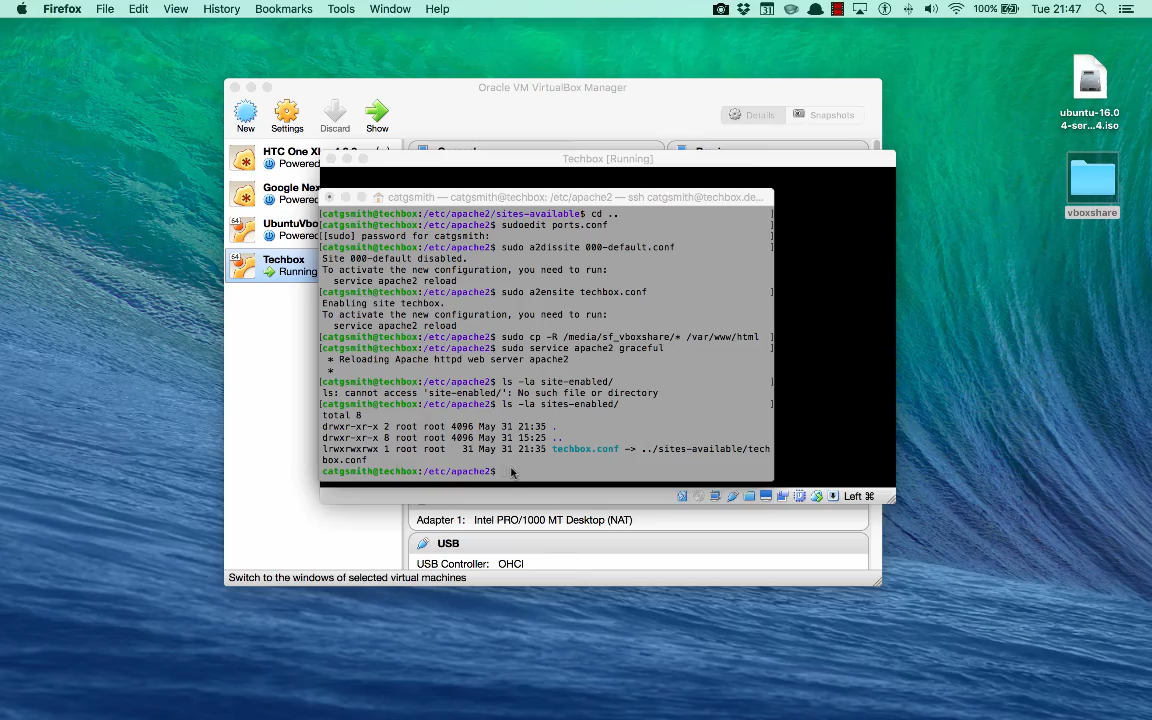 Firefox File Edit View History Bookmarks Tools Window Help
31 100% Tue 21:47
Oracle VM VirtualBox Manager
New Settings Discard Show
Details Snapshots
HTC One X
Powered
Google Nex
Powered
64 UbuntuVbo
Powered
64 Techbox
Running
Techbox [Running]
catgsmith — catgsmith@techbox: /etc/apache2 — ssh catgsmith@techbox.de...
[catgsmith@techbox:/etc/apache2/sites-available$ cd .. ]
[catgsmith@techbox:/etc/apache2$ sudoedit ports.conf ]
[[sudo] password for catgsmith: ]
[catgsmith@techbox:/etc/apache2$ sudo a2dissite 000-default.conf ]
Site 000-default disabled.
To activate the new configuration, you need to run:
service apache2 reload
[catgsmith@techbox:/etc/apache2$ sudo a2ensite techbox.conf ]
Enabling site techbox.
To activate the new configuration, you need to run:
service apache2 reload
[catgsmith@techbox:/etc/apache2$ sudo cp -R /media/sf_vboxshare/* /var/www/html ]
[catgsmith@techbox:/etc/apache2$ sudo service apache2 graceful ]
* Reloading Apache httpd web server apache2
*
[catgsmith@techbox:/etc/apache2$ ls -la site-enabled/ ]
ls: cannot access 'site-enabled/': No such file or directory
[catgsmith@techbox:/etc/apache2$ ls -la sites-enabled/ ]
total 8
drwxr-xr-x 2 root root 4096 May 31 21:35 .
drwxr-xr-x 8 root root 4096 May 31 15:25 ..
lrwxrwxrwx 1 root root 31 May 31 21:35 techbox.conf -> ../sites-available/tech
box.conf
catgsmith@techbox:/etc/apache2$
Left ⌘
Adapter 1: Intel PRO/1000 MT Desktop (NAT)
USB
USB Controller: OHCI
Switch to the windows of selected virtual machines
ubuntu-16.0
4-ser...4.iso
vboxshare